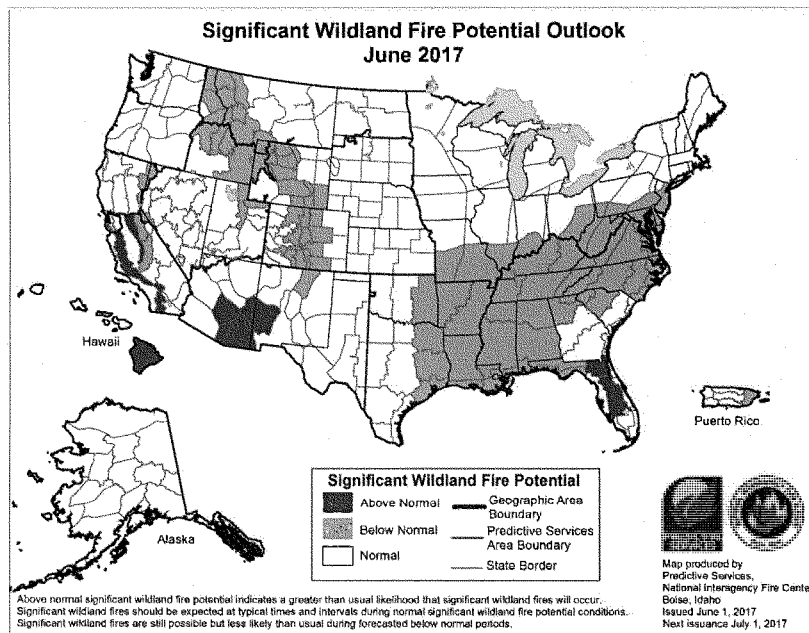 Significant Wildland Fire Potential Outlook
June 2017
Hawaii
Puerto Rico
Alaska
Significant Wildland Fire Potential
Above Normal
Below Normal
Normal
Geographic Area
Boundary
Predictive Services
Area Boundary
State Border
Map produced by
Predictive Services,
National Interagency Fire Cente
Boise, Idaho
Issued June 1, 2017
Next issuance July 1, 2017
Above normal significant wildland fire potential indicates a greater than usual likelihood that significant wildland fires will occur.
Significant wildland fires should be expected at typical times and intervals during normal significant wildland fire potential conditions.
Significant wildland fires are still possible but less likely than usual during forecasted below normal periods.